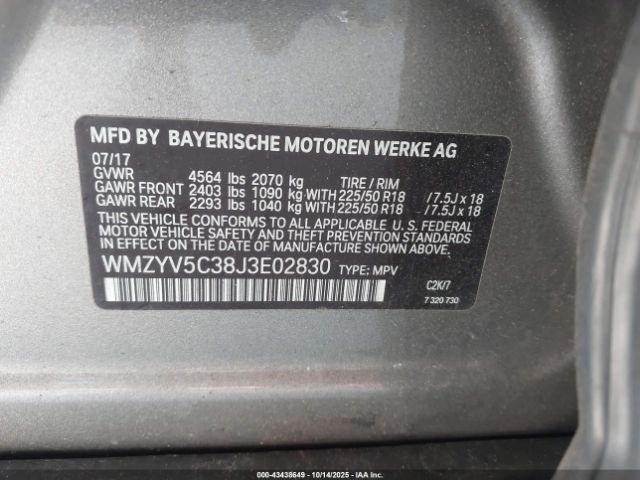 MFD BY BAYERISCHE MOTOREN WERKE AG
07/17
GVWR 4564 lbs 2070 kg TIRE / RIM
GAWR FRONT 2403 lbs 1090 kg WITH 225/50 R18 /7.5J x 18
GAWR REAR 2293 lbs 1040 kg WITH 225/50 R18 /7.5J x 18
THIS VEHICLE CONFORMS TO ALL APPLICABLE U. S. FEDERAL
MOTOR VEHICLE SAFETY AND THEFT PREVENTION STANDARDS IN
EFFECT ON THE DATE OF MANUFACTURE SHOWN ABOVE.
WMZYV5C38J3E02830 TYPE: MPV
C2K/7
7 320 730
© - 43438649 - 10/14/2025 - IAAI.COM